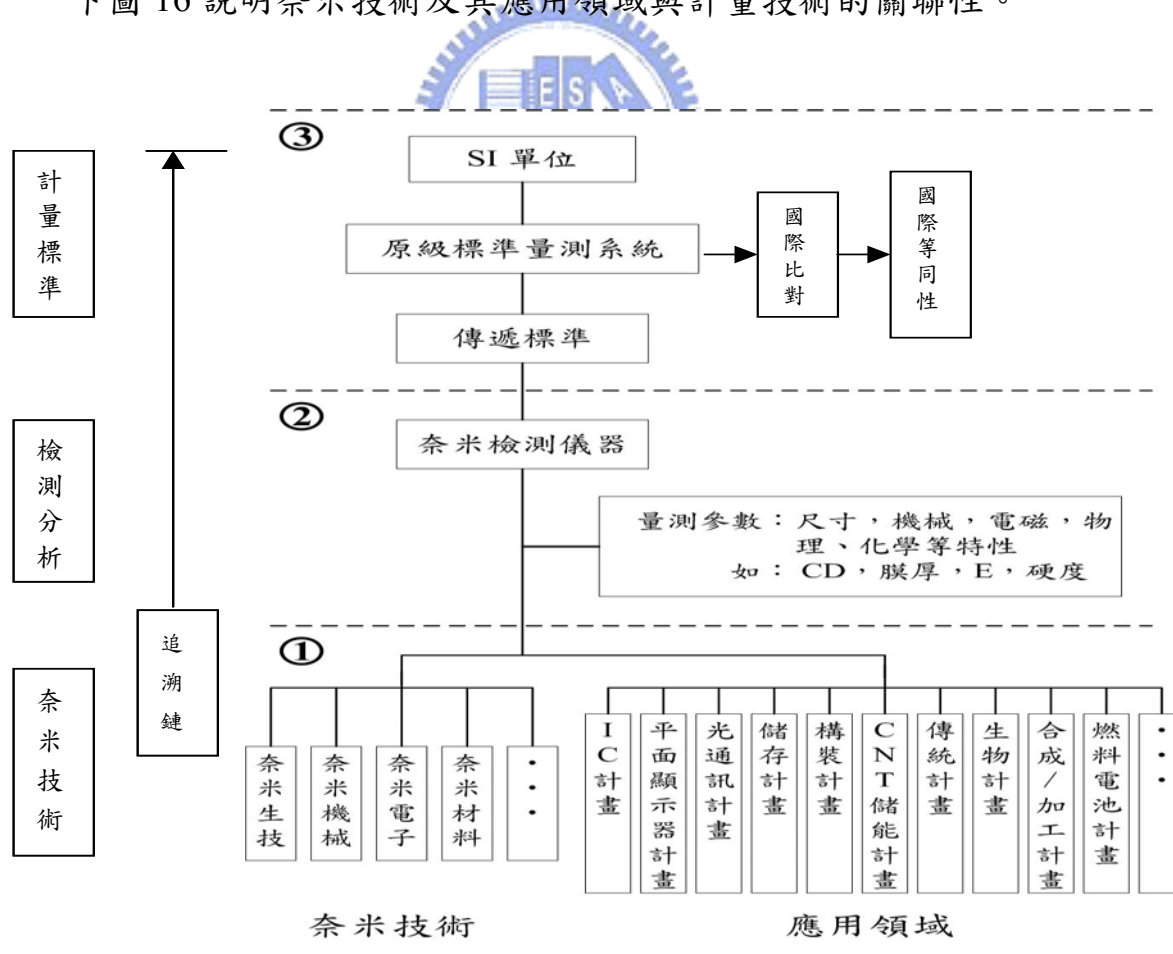 下圖 16 說明奈米技術及其應用領域與計量技術的關聯性。
ESA
計量標準
③
SI 單位
原級標準量測系統
國際比對
國際等同性
傳遞標準
檢測分析
②
奈米檢測儀器
量測參數：尺寸，機械，電磁，物
理、化學等特性
如：CD，膜厚，E，硬度
追溯鏈
奈米技術
①
奈米生技
奈米機械
奈米電子
奈米材料
•••
IC計畫
平面顯示器計畫
光通訊計畫
儲存計畫
構裝計畫
CNT儲能計畫
傳統計畫
生物計畫
合成/加工計畫
燃料電池計畫
•••
奈米技術
應用領域